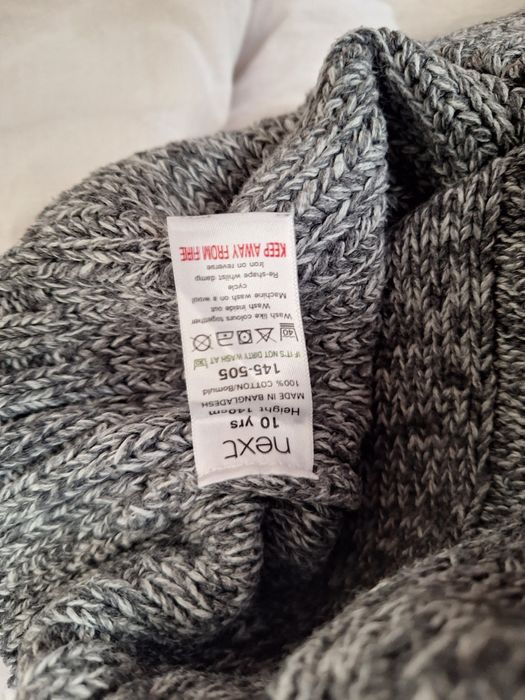 next
10 yrs
Height 140cm
MADE IN BANGLADESH
100% COTTON/Bomuld
145-505
IF IT'S NOT DIRTY WASH AT
40
Wash like colours together
Wash inside out
Machine wash on a wool
cycle
Re-shape whilst damp
Iron on reverse
KEEP AWAY FROM FIRE